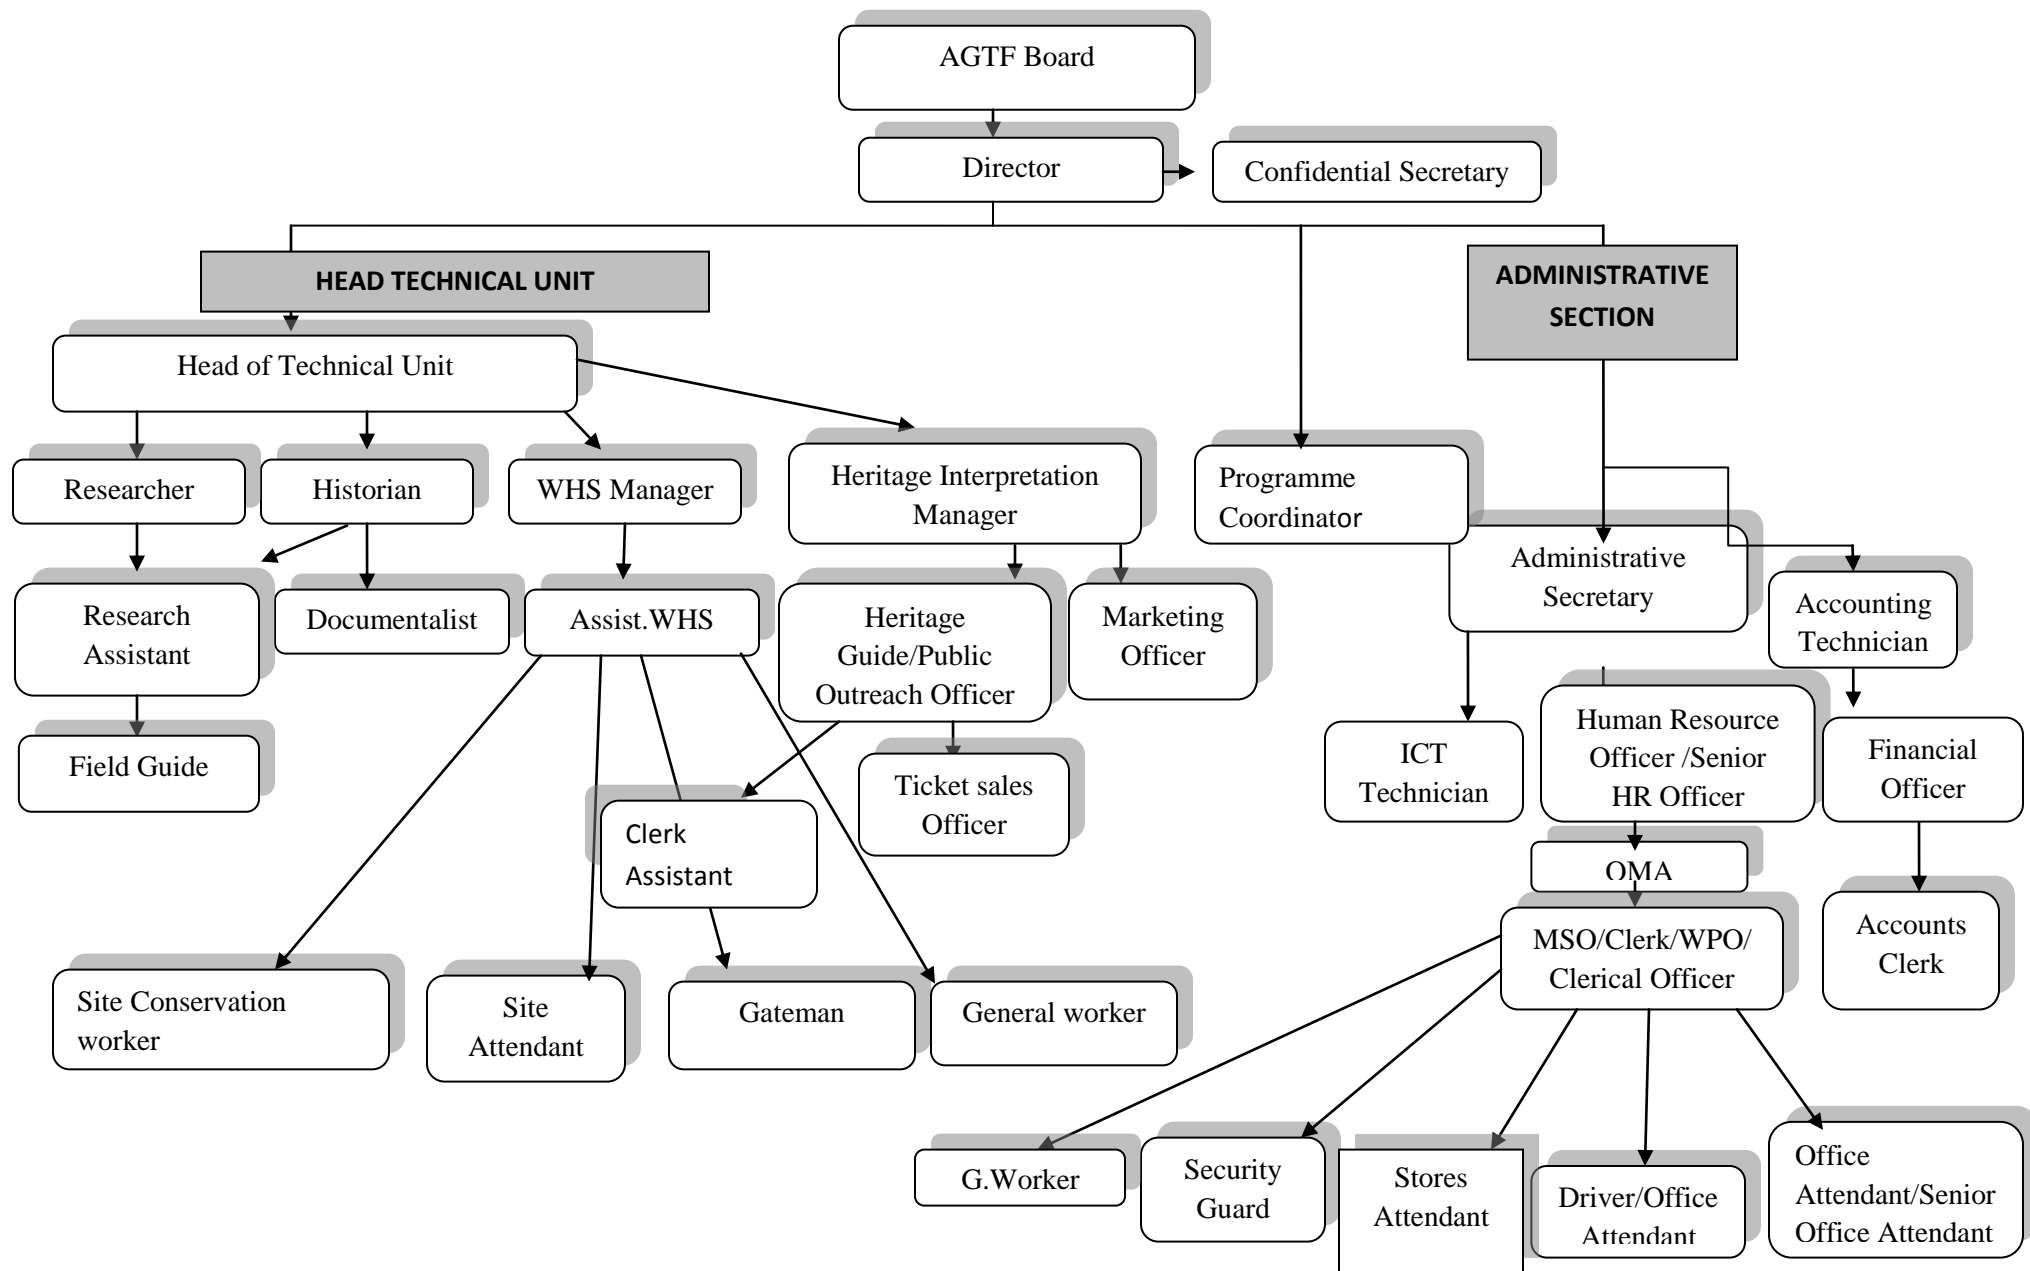 AGTF Board
Director
Confidential Secretary
HEAD TECHNICAL UNIT
ADMINISTRATIVE
SECTION
Head of Technical Unit
Researcher
Historian
WHS Manager
Heritage Interpretation
Manager
Programme
Coordinator
Administrative
Secretary
Research
Assistant
Documentalist
Assist.WHS
Heritage
Guide/Public
Outreach Officer
Marketing
Officer
Accounting
Technician
Field Guide
Clerk
Assistant
Ticket sales
Officer
ICT
Technician
Human Resource
Officer /Senior
HR Officer
Financial
Officer
OMA
Site Conservation
worker
Site
Attendant
Gateman
General worker
MSO/Clerk/WPO/
Clerical Officer
Accounts
Clerk
G.Worker
Security
Guard
Stores
Attendant
Driver/Office
Attendant
Office
Attendant/Senior
Office Attendant